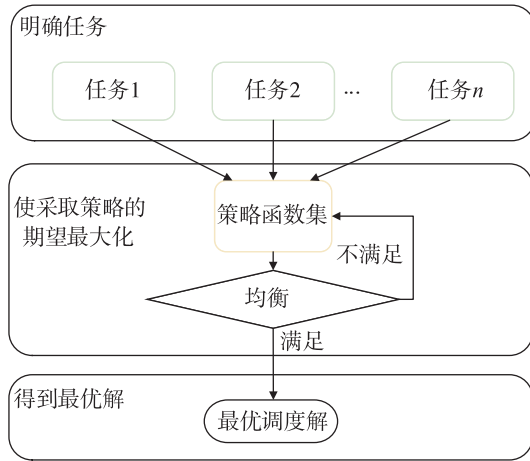 明确任务
任务1
任务2
...
任务n
使采取策略的
期望最大化
策略函数集
不满足
均衡
满足
得到最优解
最优调度解